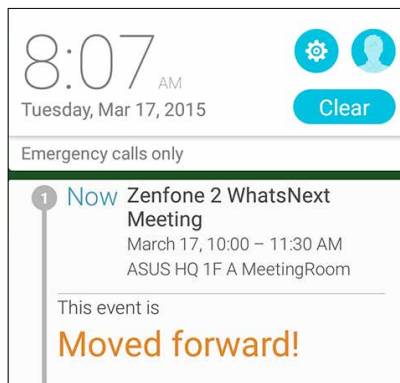 8:07 AM
Tuesday, Mar 17, 2015
Clear
Emergency calls only
1 Now Zenfone 2 WhatsNext
Meeting
March 17, 10:00 – 11:30 AM
ASUS HQ 1F A MeetingRoom
This event is
Moved forward!